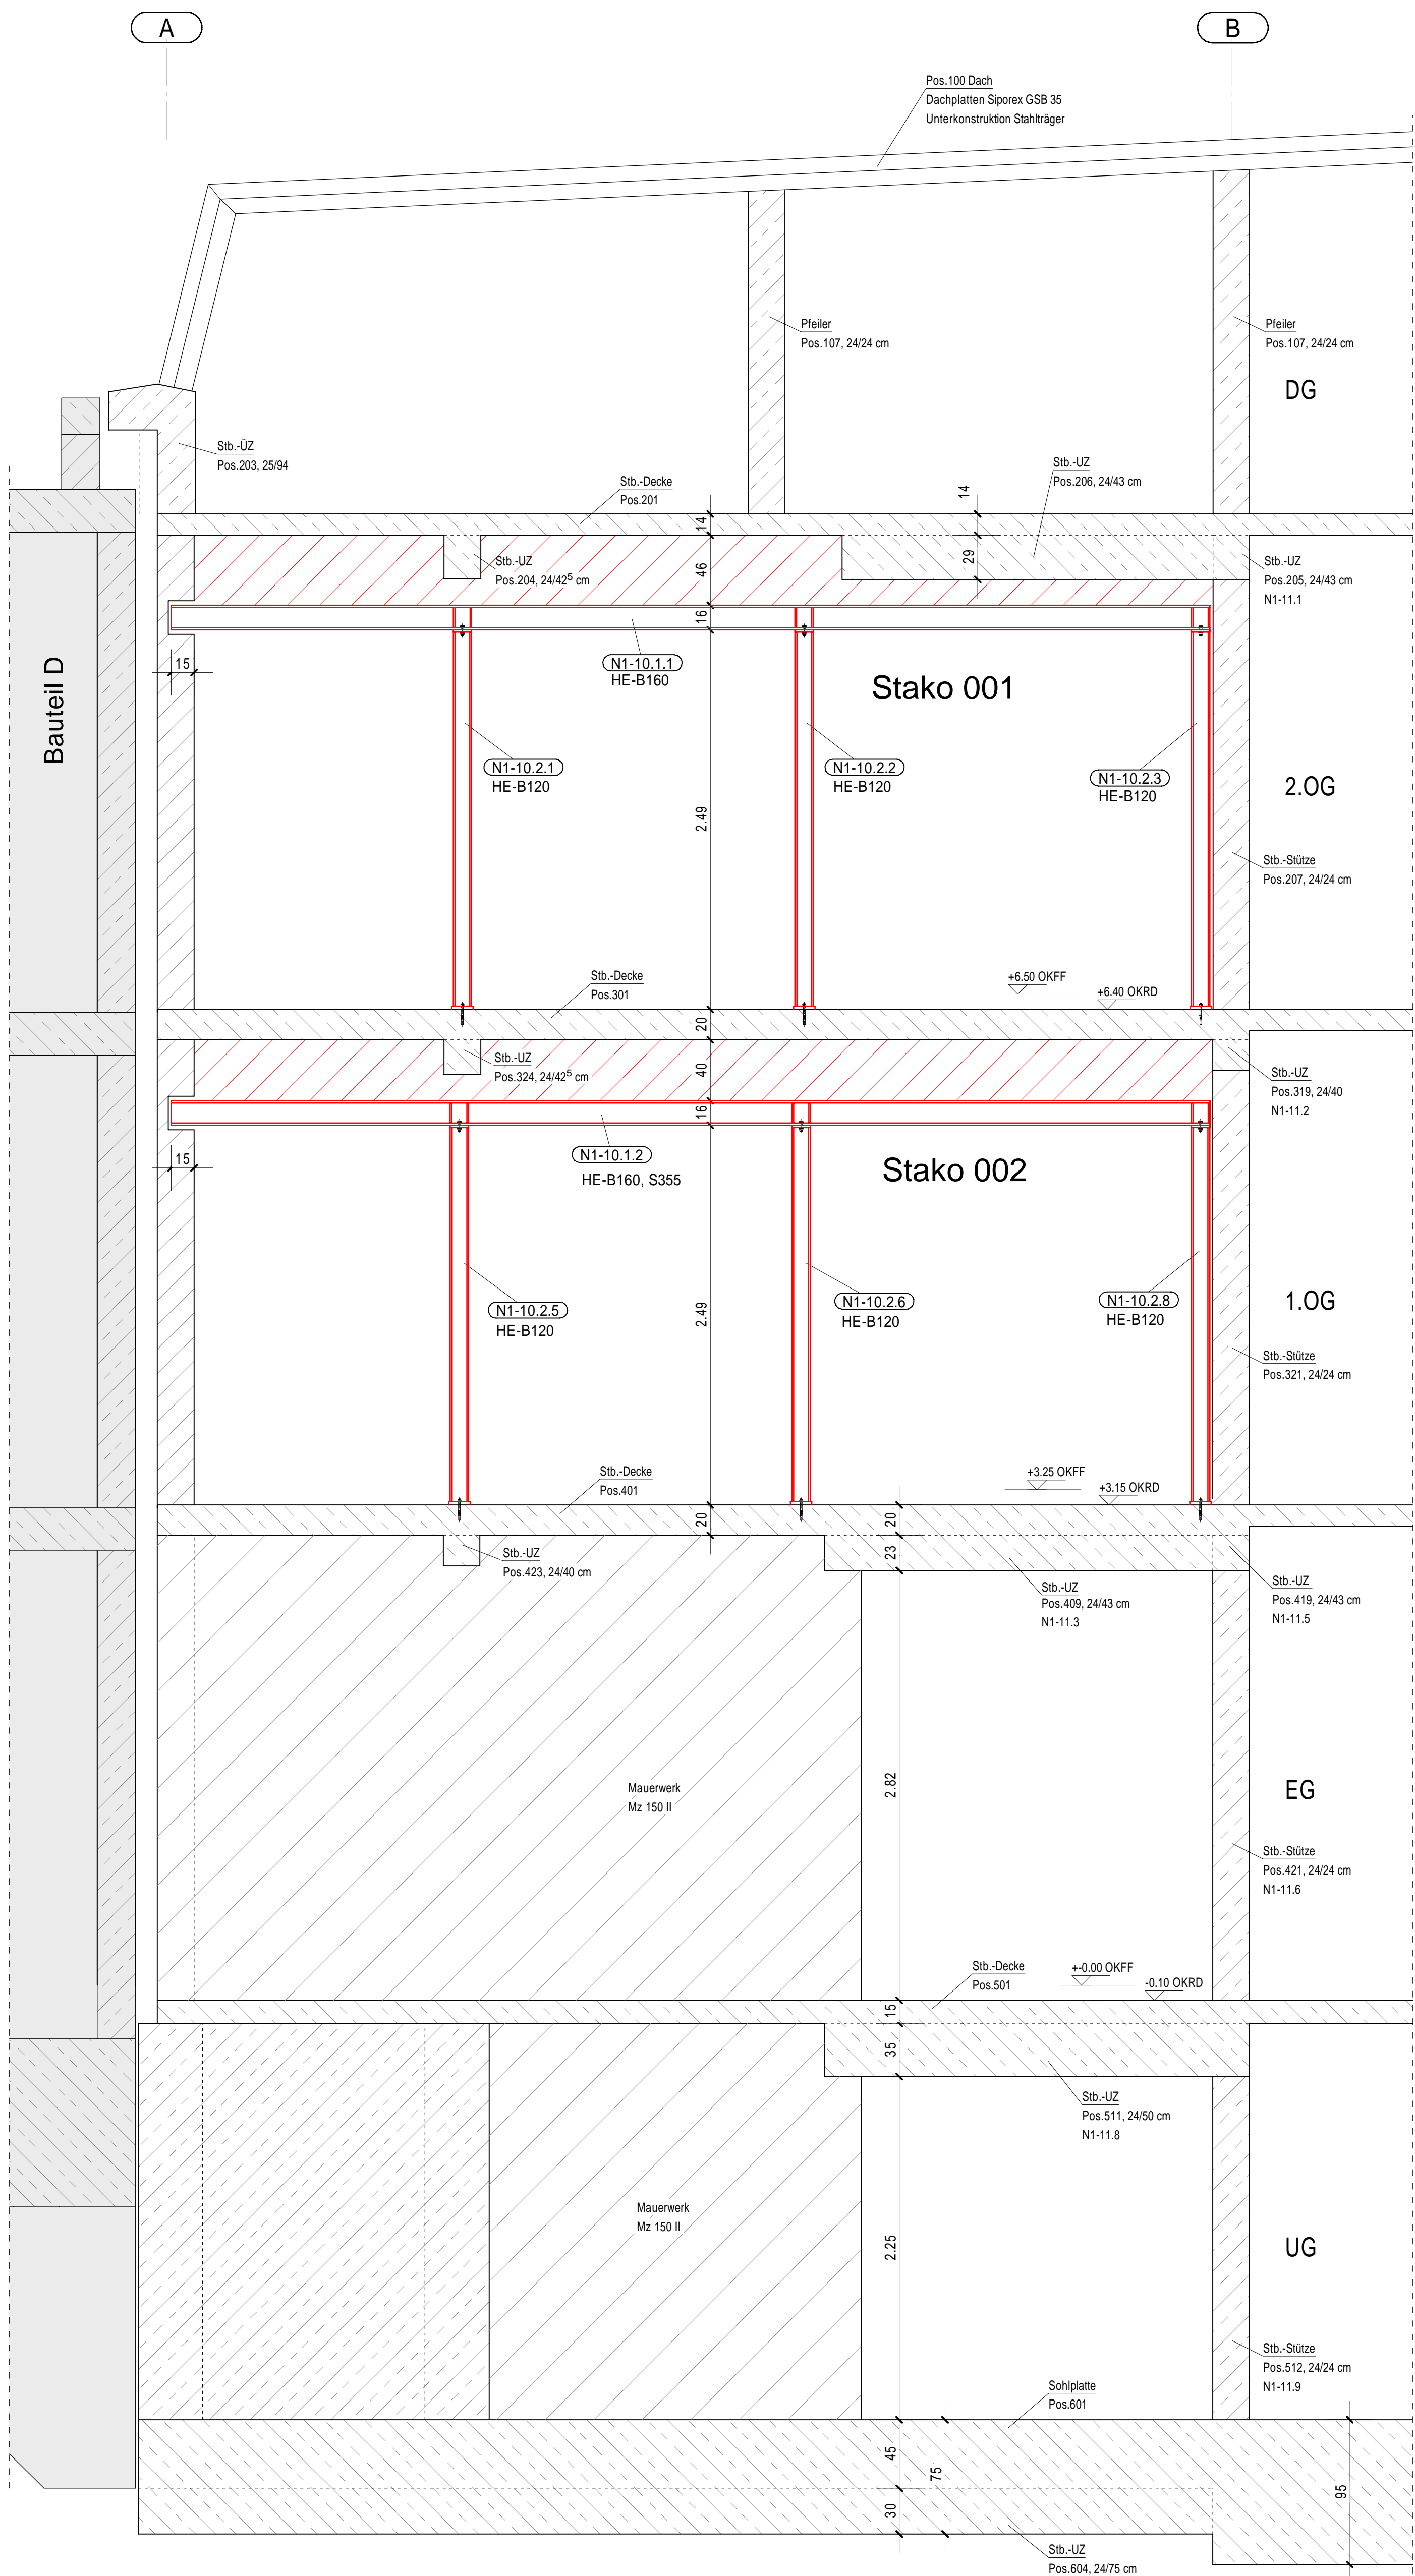 A
B
Pos.100 Dach
Dachplatten Siporex GSB 35
Unterkonstruktion Stahlträger
Pfeiler
Pos.107, 24/24 cm
Pfeiler
Pos.107, 24/24 cm
DG
Stb.-ÜZ
Pos.203, 25/94
Stb.-Decke
Pos.201
Stb.-UZ
Pos.206, 24/43 cm
14
14
46
29
Stb.-UZ
Pos.204, 24/42⁵ cm
Stb.-UZ
Pos.205, 24/43 cm
N1-11.1
16
15
N1-10.1.1
HE-B160
Stako 001
Bauteil D
N1-10.2.1
HE-B120
N1-10.2.2
HE-B120
N1-10.2.3
HE-B120
2.OG
2.49
Stb.-Stütze
Pos.207, 24/24 cm
Stb.-Decke
Pos.301
+6.50 OKFF
+6.40 OKRD
20
Stb.-UZ
Pos.324, 24/42⁵ cm
40
Stb.-UZ
Pos.319, 24/40
N1-11.2
16
15
N1-10.1.2
HE-B160, S355
Stako 002
N1-10.2.5
HE-B120
N1-10.2.6
HE-B120
N1-10.2.8
HE-B120
1.OG
2.49
Stb.-Stütze
Pos.321, 24/24 cm
Stb.-Decke
Pos.401
+3.25 OKFF
+3.15 OKRD
20
20
23
Stb.-UZ
Pos.423, 24/40 cm
Stb.-UZ
Pos.409, 24/43 cm
N1-11.3
Stb.-UZ
Pos.419, 24/43 cm
N1-11.5
Mauerwerk
Mz 150 II
2.82
EG
Stb.-Stütze
Pos.421, 24/24 cm
N1-11.6
Stb.-Decke
Pos.501
+-0.00 OKFF
-0.10 OKRD
15
35
Stb.-UZ
Pos.511, 24/50 cm
N1-11.8
Mauerwerk
Mz 150 II
2.25
UG
Stb.-Stütze
Pos.512, 24/24 cm
N1-11.9
Sohlplatte
Pos.601
45
75
30
95
Stb.-UZ
Pos.604, 24/75 cm